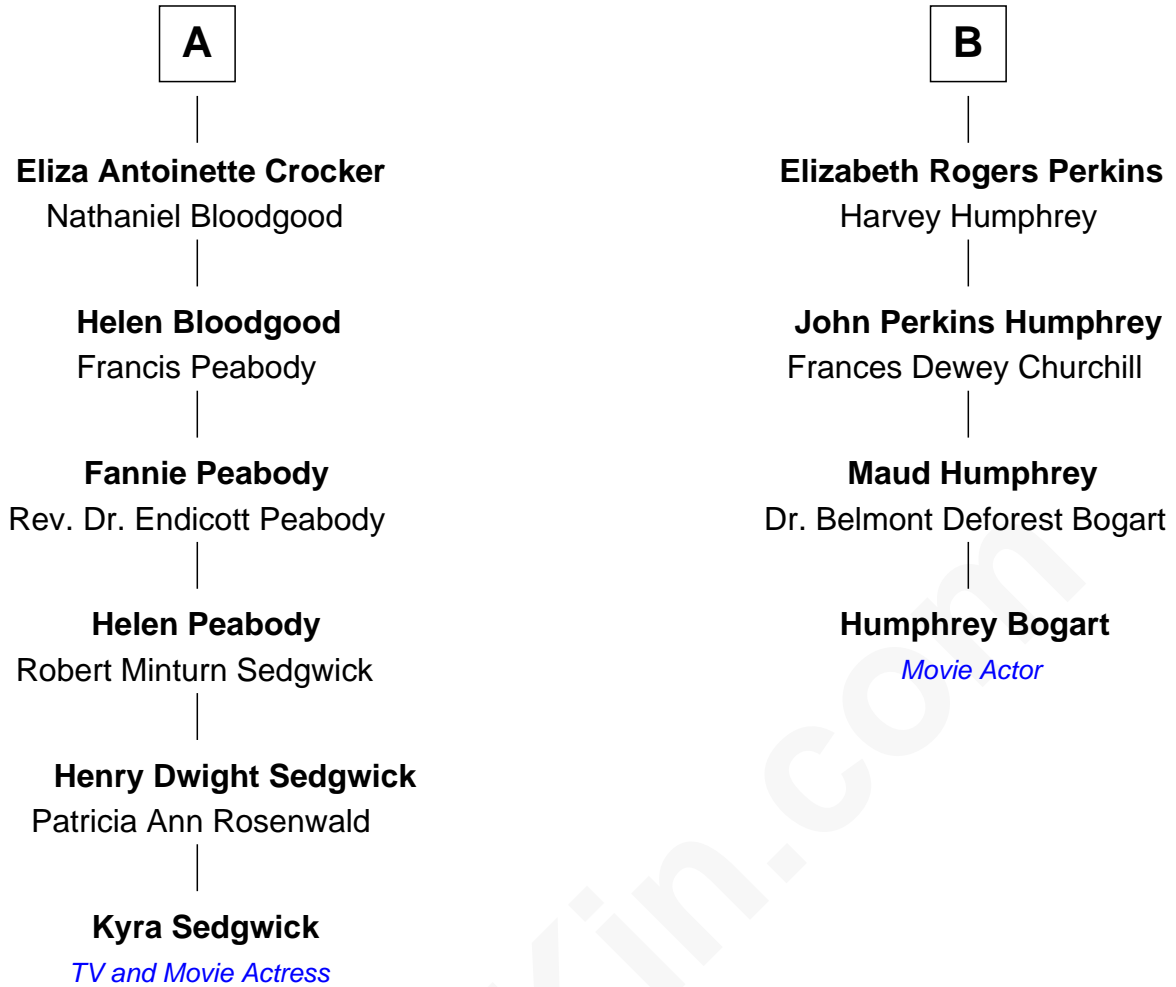 A
Eliza Antoinette Crocker
Nathaniel Bloodgood
Helen Bloodgood
Francis Peabody
Fannie Peabody
Rev. Dr. Endicott Peabody
Helen Peabody
Robert Minturn Sedgwick
Henry Dwight Sedgwick
Patricia Ann Rosenwald
Kyra Sedgwick
TV and Movie Actress
B
Elizabeth Rogers Perkins
Harvey Humphrey
John Perkins Humphrey
Frances Dewey Churchill
Maud Humphrey
Dr. Belmont Deforest Bogart
Humphrey Bogart
Movie Actor
Kin.com